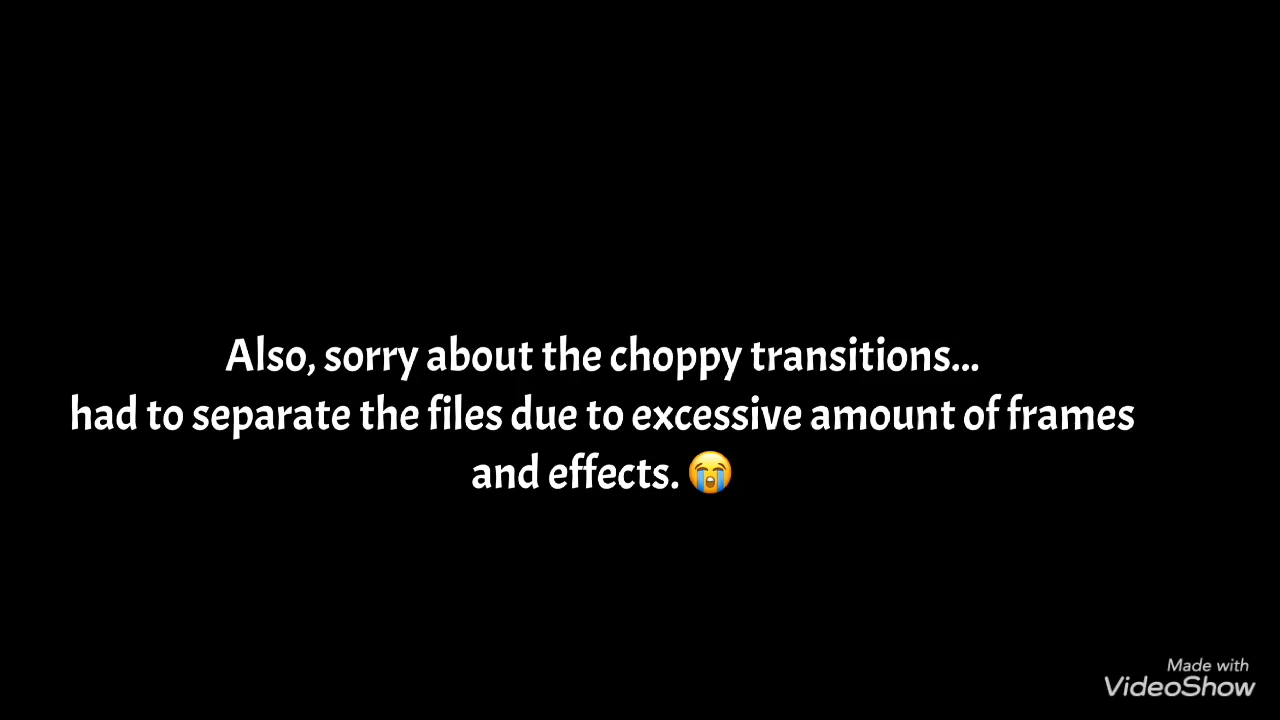 Also, sorry about the choppy transitions...
had to separate the files due to excessive amount of frames
and effects. 😭
Made with
VideoShow